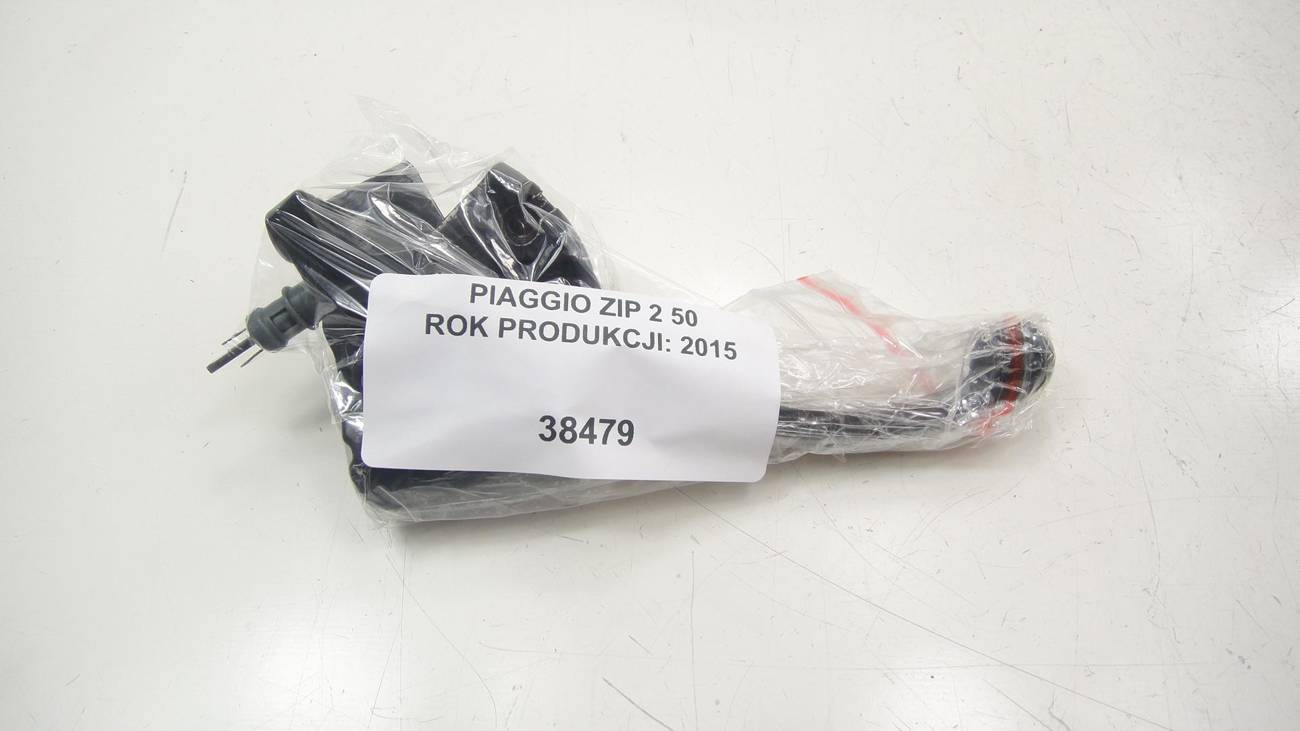 PIAGGIO ZIP 2 50
ROK PRODUKCJI: 2015
38479